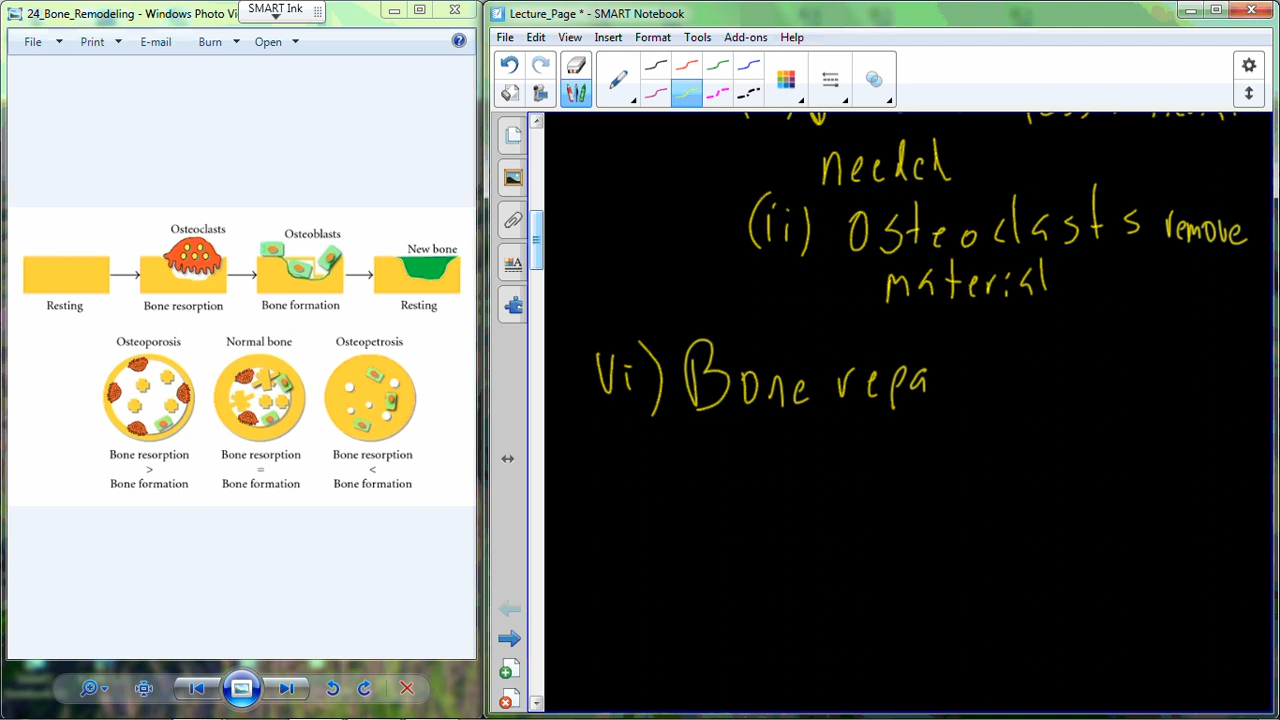 24_Bone_Remodeling - Windows Photo Vi
SMART Ink
File Print E-mail Burn Open
Osteoclasts
Osteoblasts
New bone
Resting
Bone resorption
Bone formation
Resting
Osteoporosis
Normal bone
Osteopetrosis
Bone resorption
>
Bone formation
Bone resorption
=
Bone formation
Bone resorption
<
Bone formation
Lecture_Page * - SMART Notebook
File Edit View Insert Format Tools Add-ons Help
needed
(ii) Osteoclasts remove
material
vi) Bone repa